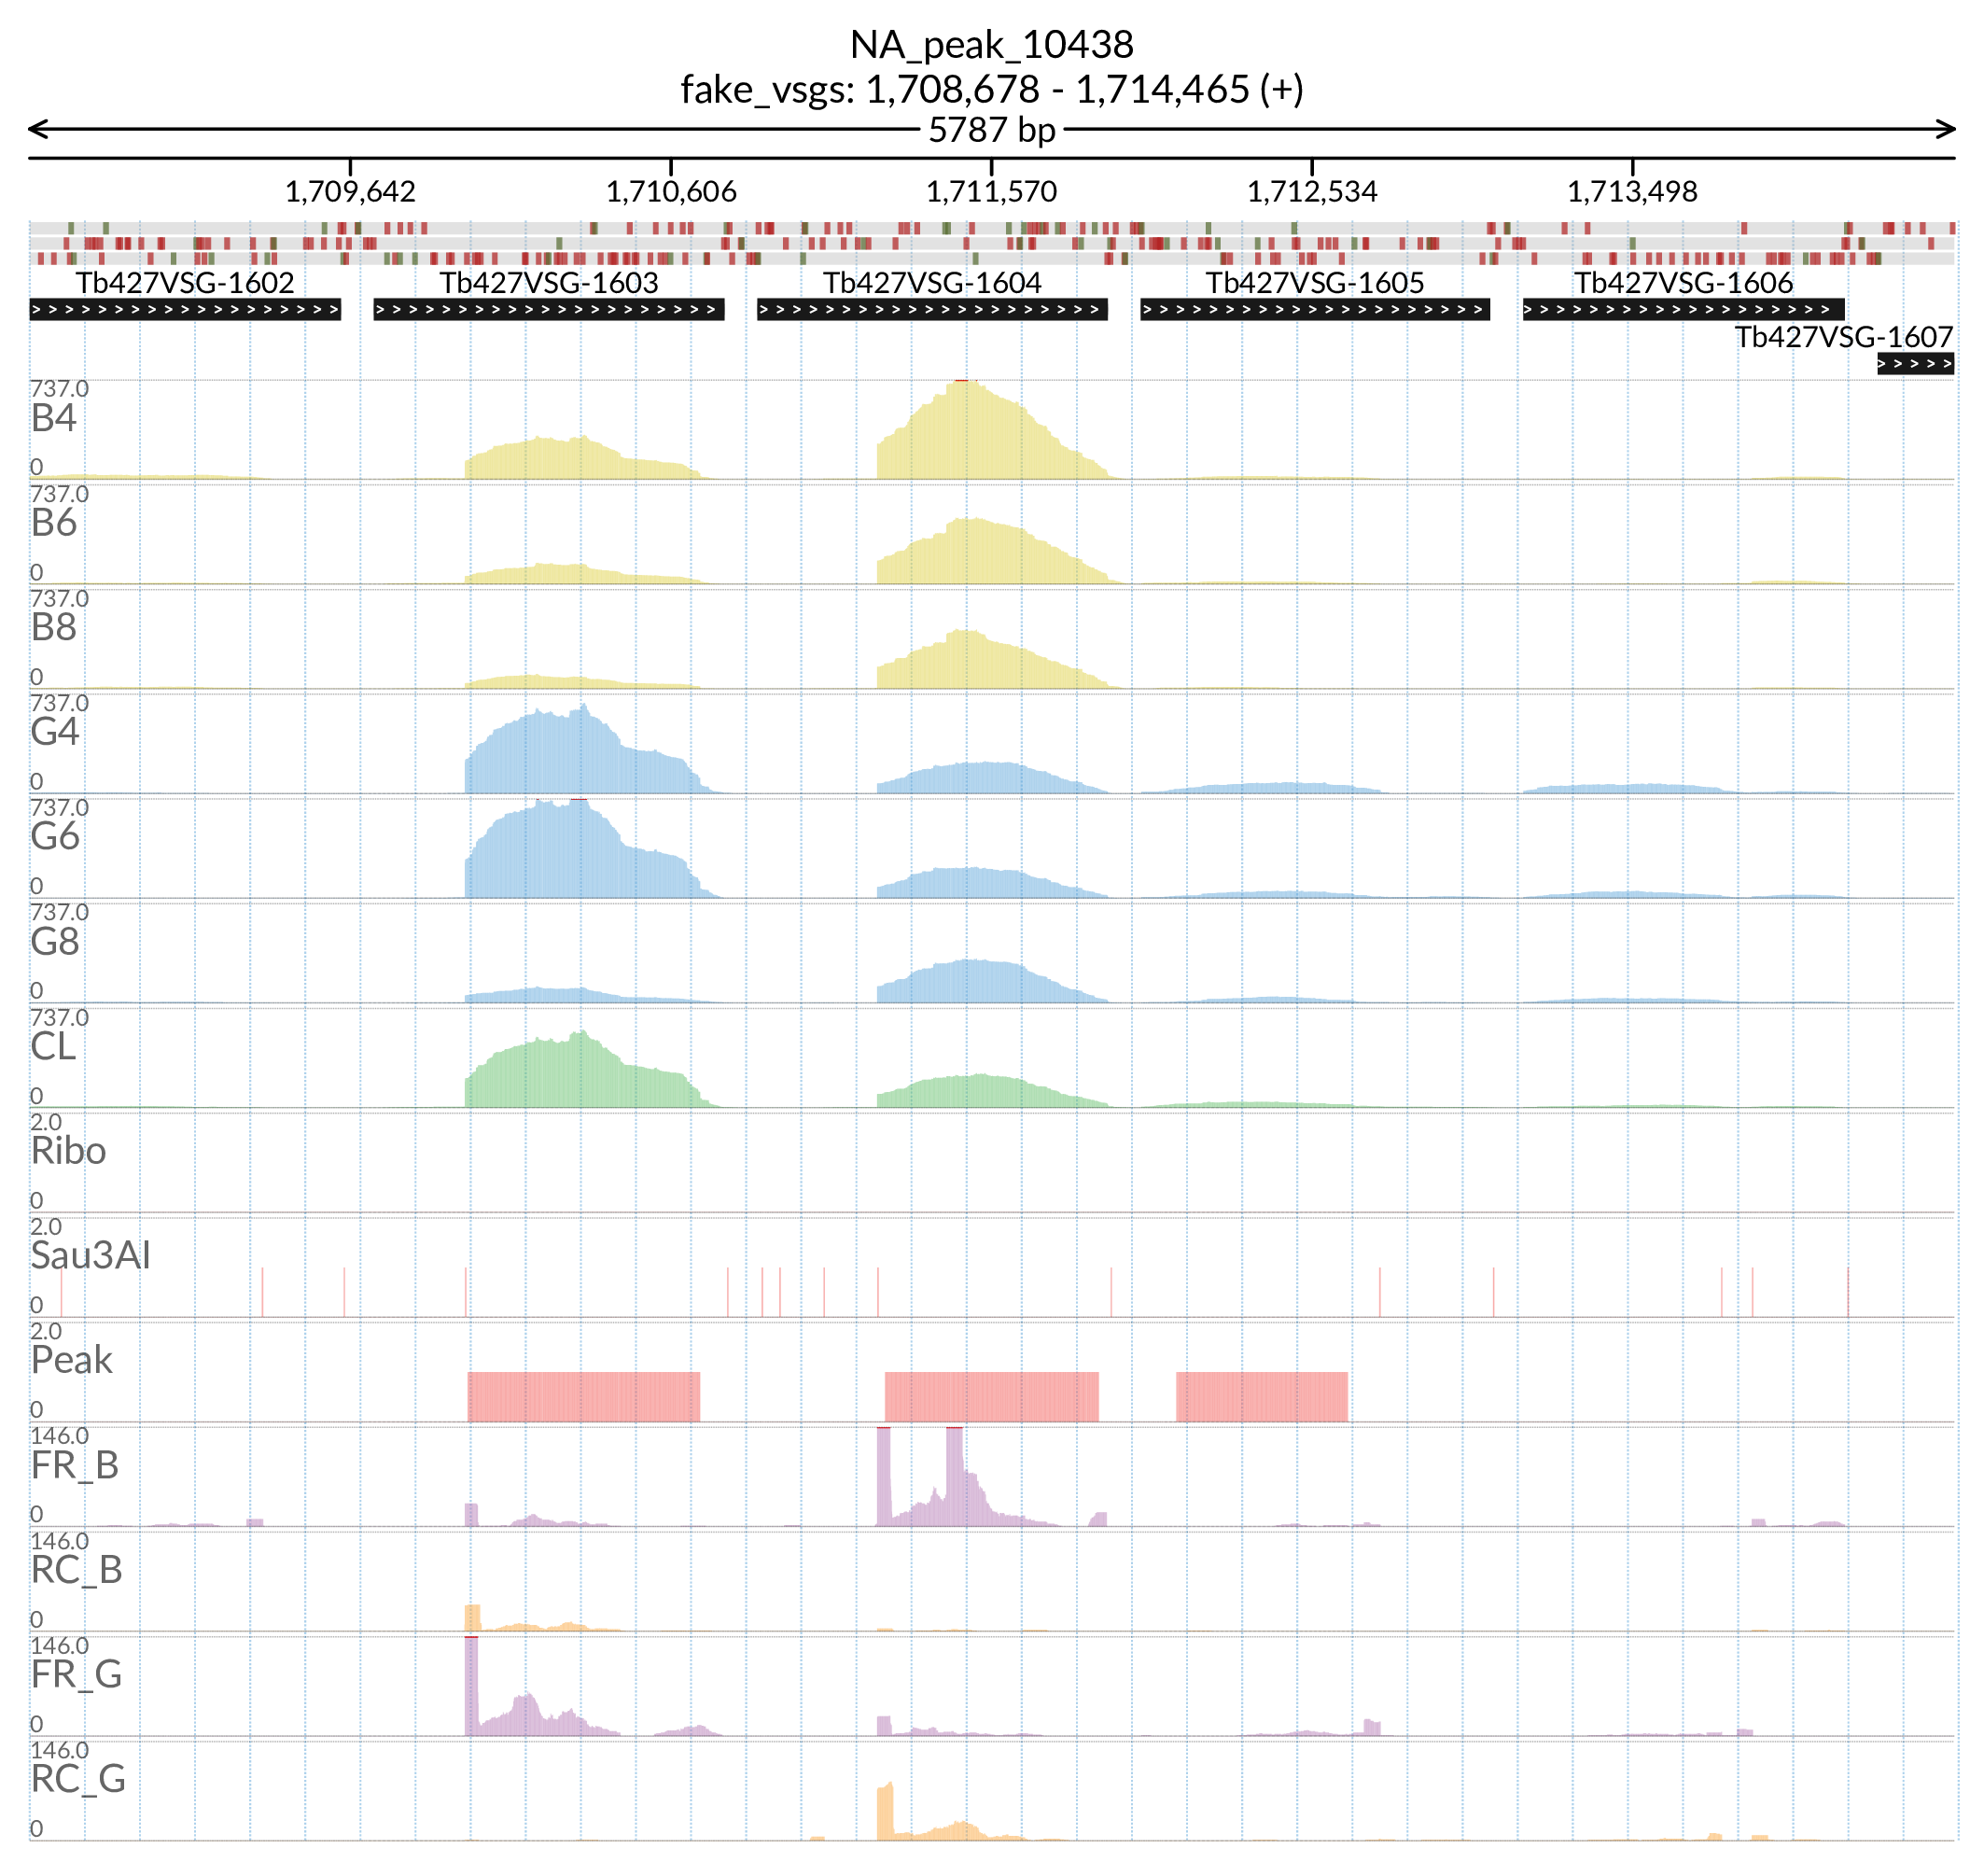 NA_peak_10438
fake_vsgs: 1,708,678 - 1,714,465 (+)
5787 bp
1,709,642 1,710,606 1,711,570 1,712,534 1,713,498
Tb427VSG-1602 Tb427VSG-1603 Tb427VSG-1604 Tb427VSG-1605 Tb427VSG-1606
Tb427VSG-1607
737.0
B4
0
737.0
B6
0
737.0
B8
0
737.0
G4
0
737.0
G6
0
737.0
G8
0
737.0
CL
0
2.0
Ribo
0
2.0
Sau3AI
0
2.0
Peak
0
146.0
FR_B
0
146.0
RC_B
0
146.0
FR_G
0
146.0
RC_G
0